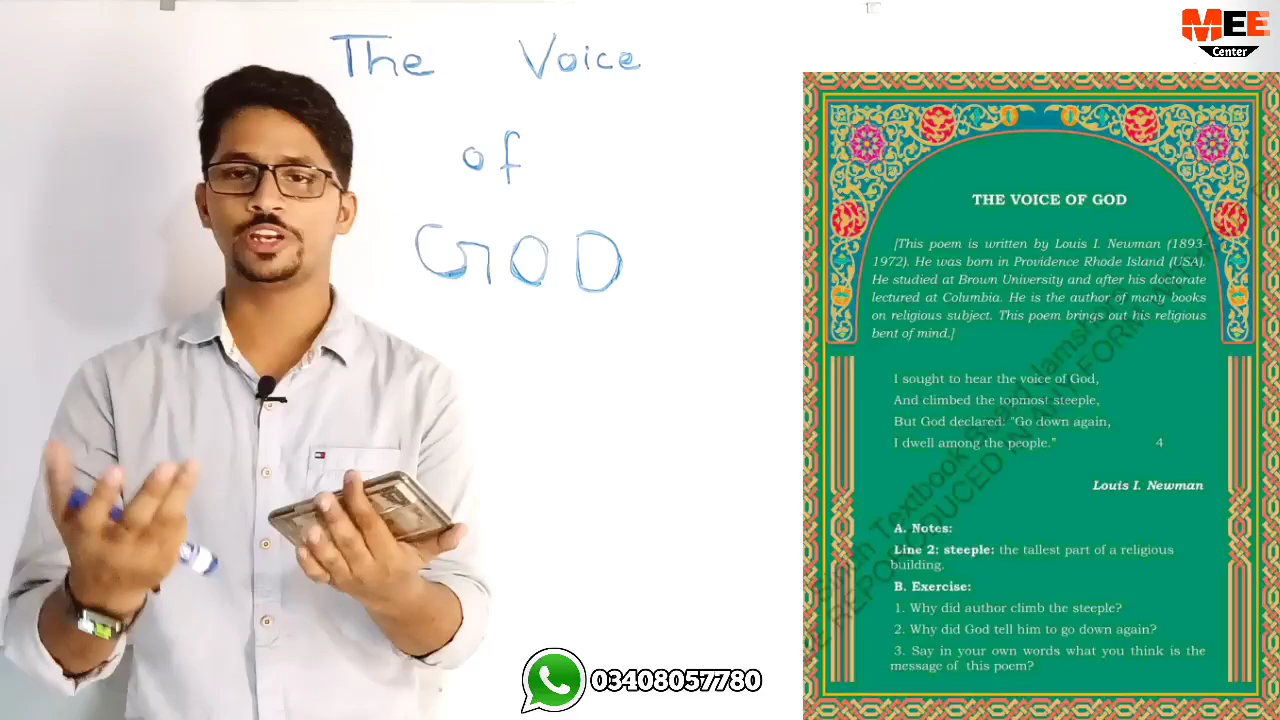 The Voice
of
GOD
MEE
Center
THE VOICE OF GOD
[This poem is written by Louis I. Newman (1893-
1972). He was born in Providence Rhode Island (USA).
He studied at Brown University and after his doctorate
lectured at Columbia. He is the author of many books
on religious subject. This poem brings out his religious
bent of mind.]
I sought to hear the voice of God,
And climbed the topmost steeple,
But God declared: "Go down again,
I dwell among the people." 4
Louis I. Newman
A. Notes:
Line 2: steeple: the tallest part of a religious
building.
B. Exercise:
1. Why did author climb the steeple?
2. Why did God tell him to go down again?
3. Say in your own words what you think is the
message of this poem?
03408057780